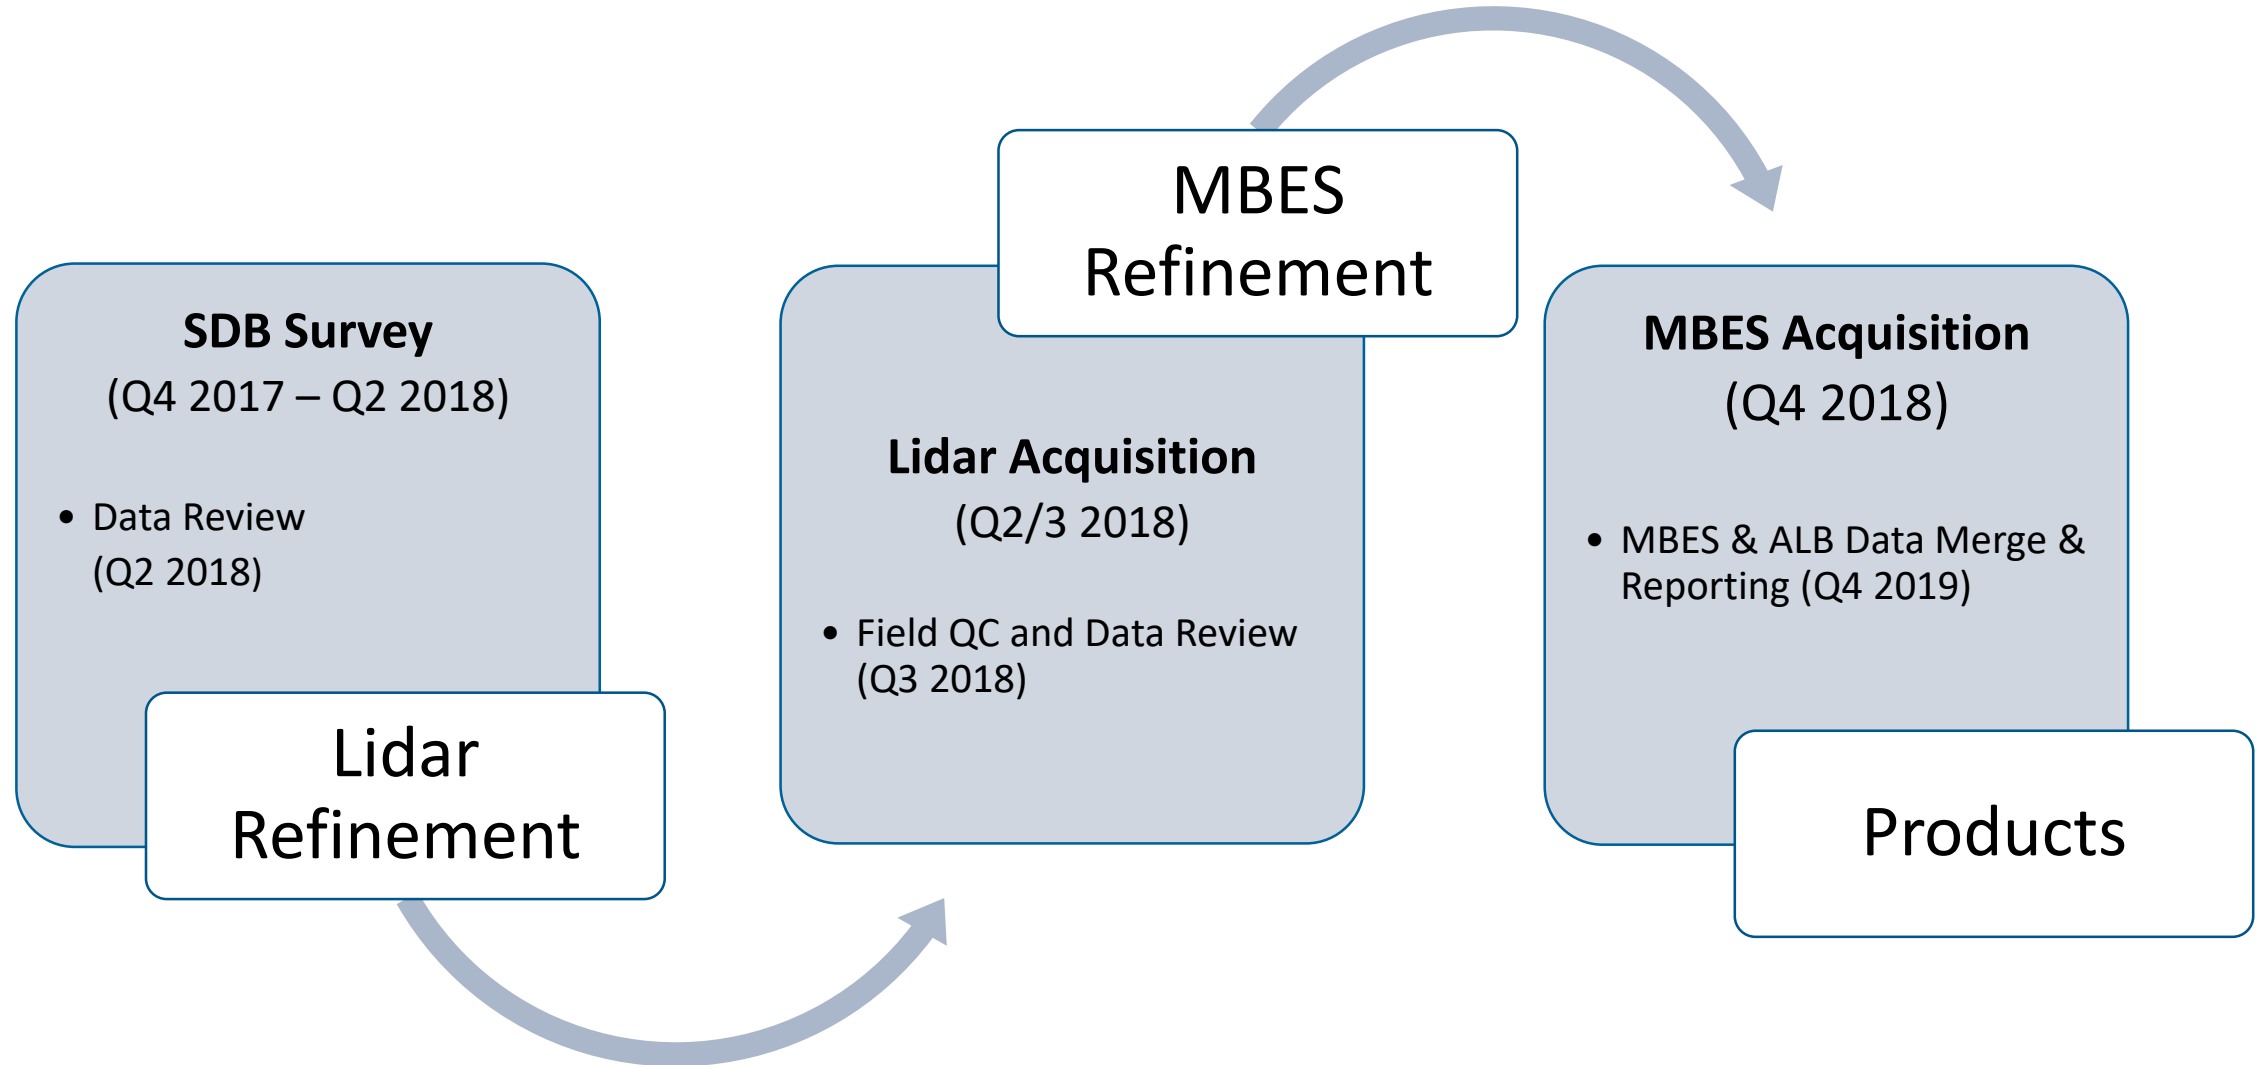 SDB Survey
(Q4 2017 – Q2 2018)
• Data Review
(Q2 2018)
Lidar
Refinement
MBES
Refinement
Lidar Acquisition
(Q2/3 2018)
• Field QC and Data Review
(Q3 2018)
MBES Acquisition
(Q4 2018)
• MBES & ALB Data Merge &
Reporting (Q4 2019)
Products